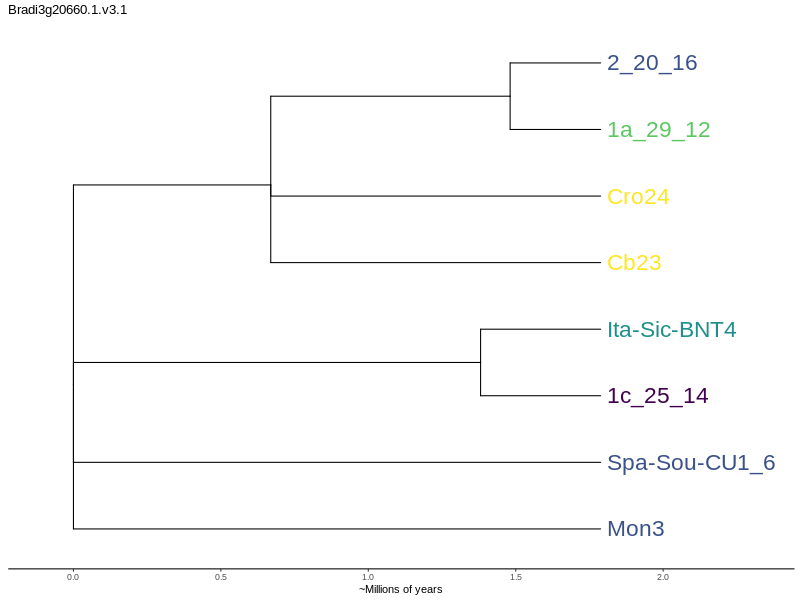 Bradi3g20660.1.v3.1
2_20_16
1a_29_12
Cro24
Cb23
Ita-Sic-BNT4
1c_25_14
Spa-Sou-CU1_6
Mon3
0.0 0.5 1.0 1.5 2.0
~Millions of years